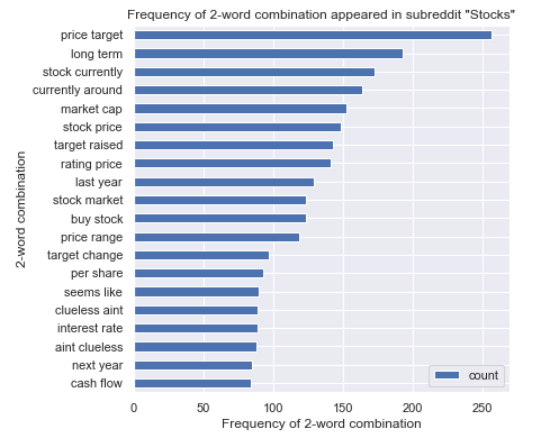 Frequency of 2-word combination appeared in subreddit "Stocks"
2-word combination
price target
long term
stock currently
currently around
market cap
stock price
target raised
rating price
last year
stock market
buy stock
price range
target change
per share
seems like
clueless aint
interest rate
aint clueless
next year
cash flow
count
0 50 100 150 200 250
Frequency of 2-word combination